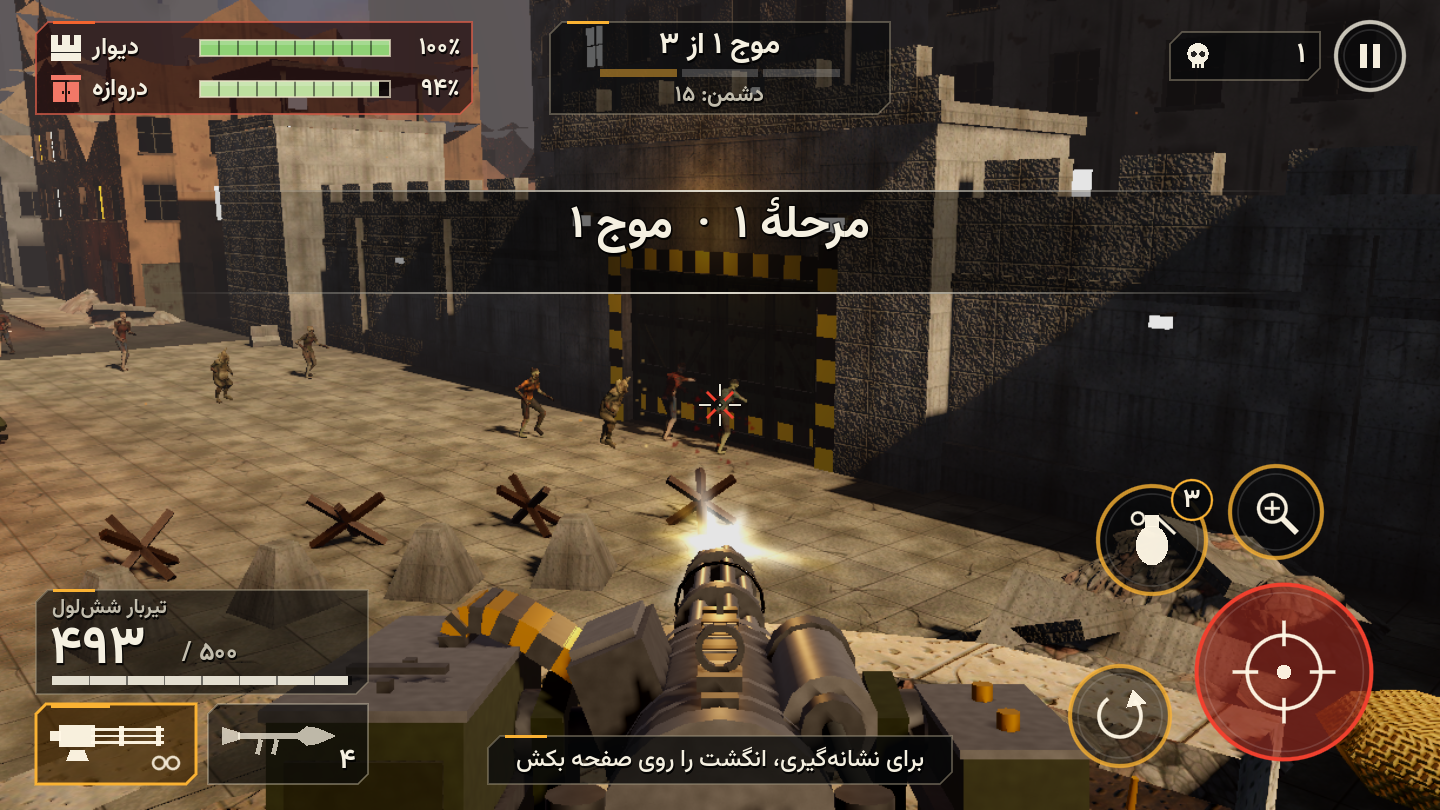 دیوار ۱۰۰٪
دروازه ۹۴٪
موج ۱ از ۳
دشمن: ۱۵
۱
مرحلهٔ ۱ · موج ۱
۳
تیربار شش‌لول
۴۹۳ / ۵۰۰
∞
۴
برای نشانه‌گیری، انگشت را روی صفحه بکش